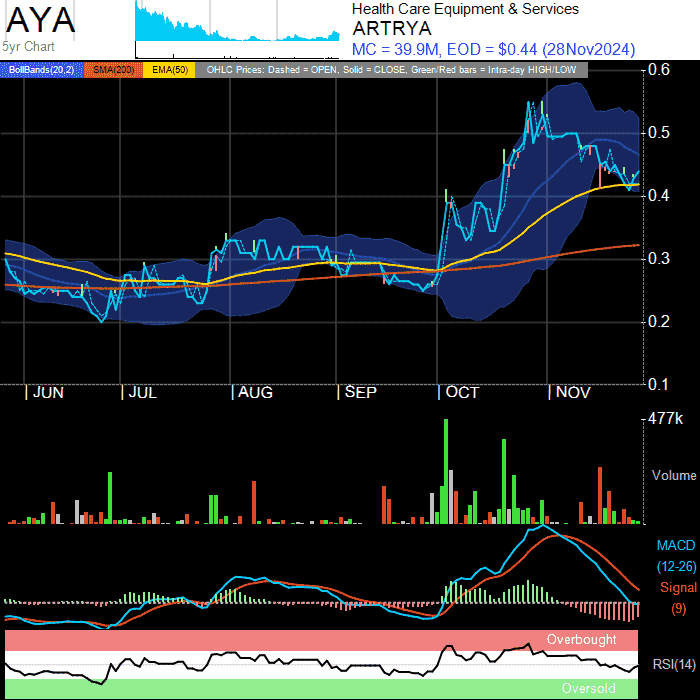 AYA
5yr Chart
Health Care Equipment & Services
ARTRYA
MC = 39.9M, EOD = $0.44 (28Nov2024)
BollBands(20,2) SMA(200) EMA(50) OHLC Prices: Dashed = OPEN, Solid = CLOSE, Green/Red bars = Intra-day HIGH/LOW
0.6
0.5
0.4
0.3
0.2
0.1
JUN JUL AUG SEP OCT NOV
477k
Volume
MACD
(12-26)
Signal
(9)
Overbought
RSI(14)
Oversold